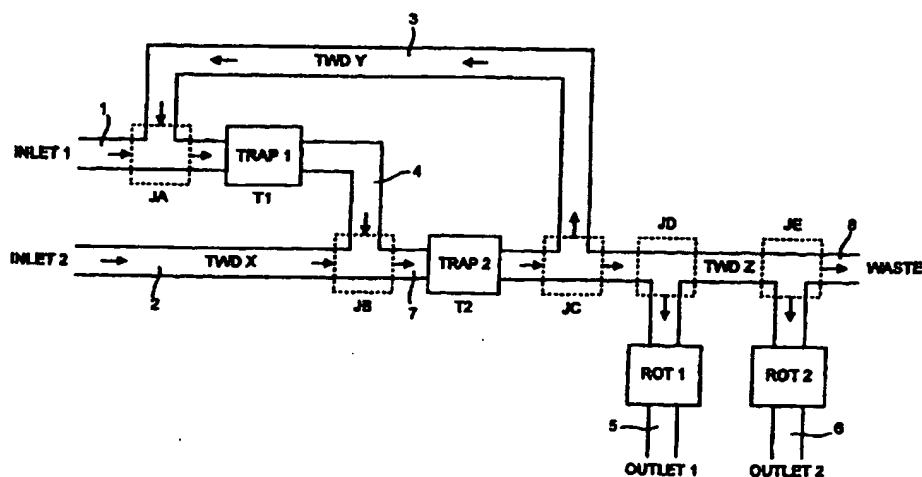 3
TWD Y
1
INLET 1
TRAP 1
4
JA
T1
JD
JE
8
INLET 2
TWD X
TRAP 2
TWD Z
WASTE
2
JB
7
T2
JC
ROT 1
ROT 2
5
6
OUTLET 1
OUTLET 2